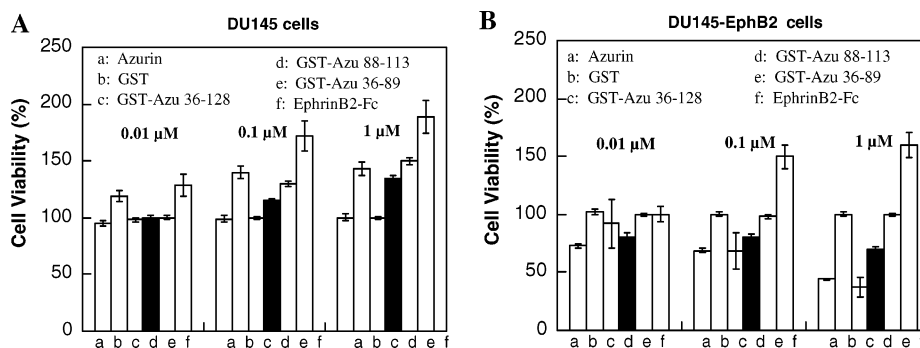 A
DU145 cells
Cell Viability (%)
250
200
150
100
50
0
a: Azurin
b: GST
c: GST-Azu 36-128
d: GST-Azu 88-113
e: GST-Azu 36-89
f: EphrinB2-Fc
0.01 µM
0.1 µM
1 µM
a b c d e f a b c d e f a b c d e f
B
DU145-EphB2 cells
Cell Viability (%)
250
200
150
100
50
0
a: Azurin
b: GST
c: GST-Azu 36-128
d: GST-Azu 88-113
e: GST-Azu 36-89
f: EphrinB2-Fc
0.01 µM
0.1 µM
1 µM
a b c d e f a b c d e f a b c d e